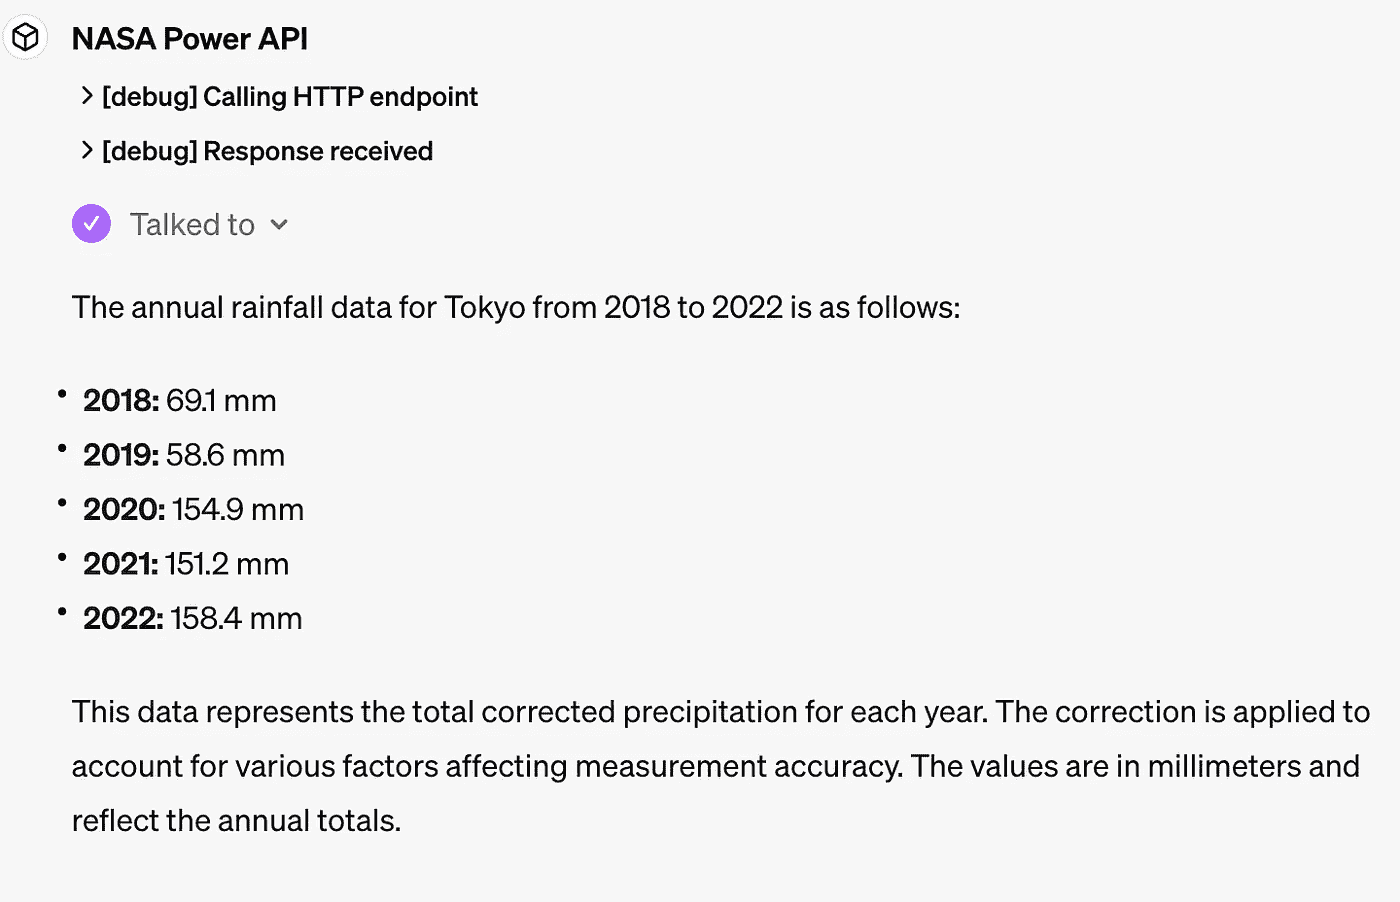 NASA Power API
[debug] Calling HTTP endpoint
[debug] Response received
Talked to
The annual rainfall data for Tokyo from 2018 to 2022 is as follows:
• 2018: 69.1 mm
• 2019: 58.6 mm
• 2020: 154.9 mm
• 2021: 151.2 mm
• 2022: 158.4 mm
This data represents the total corrected precipitation for each year. The correction is applied to
account for various factors affecting measurement accuracy. The values are in millimeters and
reflect the annual totals.